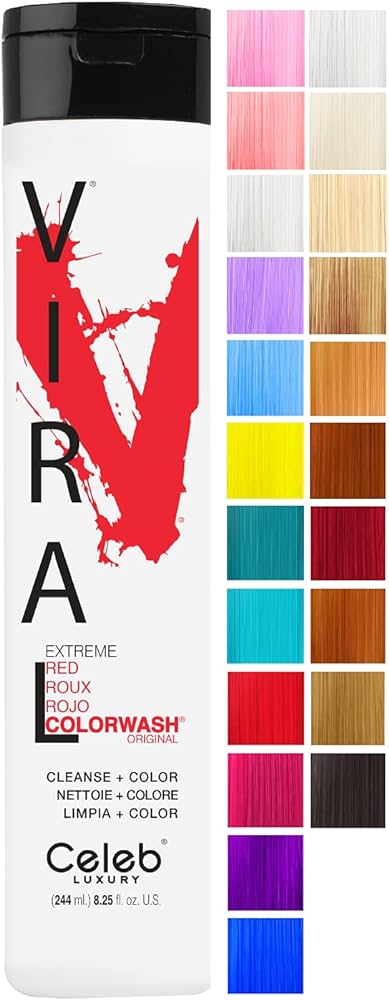 VIRAL®
EXTREME
RED
ROUX
ROJO
COLORWASH®
ORIGINAL
CLEANSE + COLOR
NETTOIE + COLORE
LIMPIA + COLOR
Celeb®
LUXURY
(244 ml.) 8.25 fl. oz. U.S.